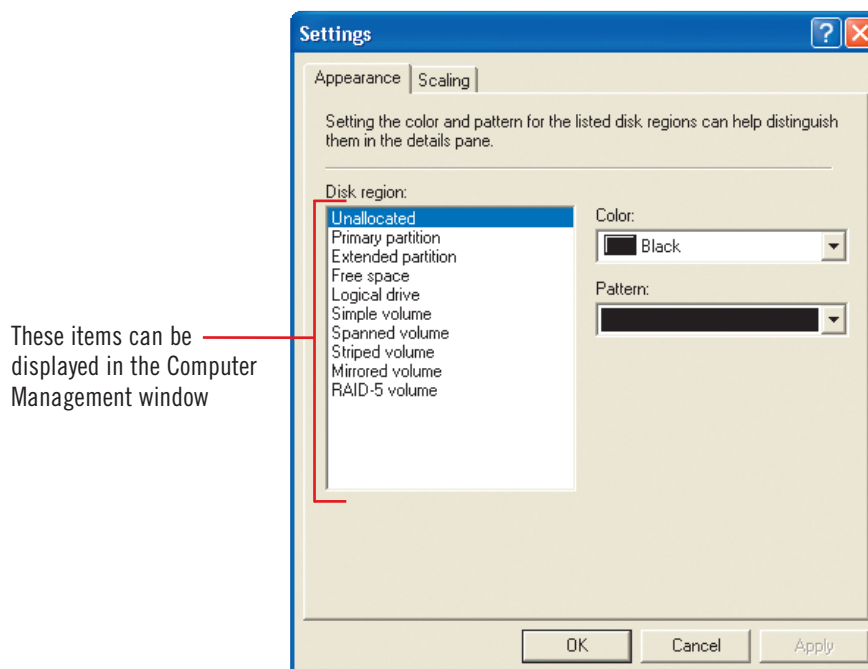 Settings
Appearance
Scaling
Setting the color and pattern for the listed disk regions can help distinguish
them in the details pane.
Disk region:
Unallocated
Primary partition
Extended partition
Free space
Logical drive
Simple volume
Spanned volume
Striped volume
Mirrored volume
RAID-5 volume
Color:
Black
Pattern:
These items can be
displayed in the Computer
Management window
OK
Cancel
Apply